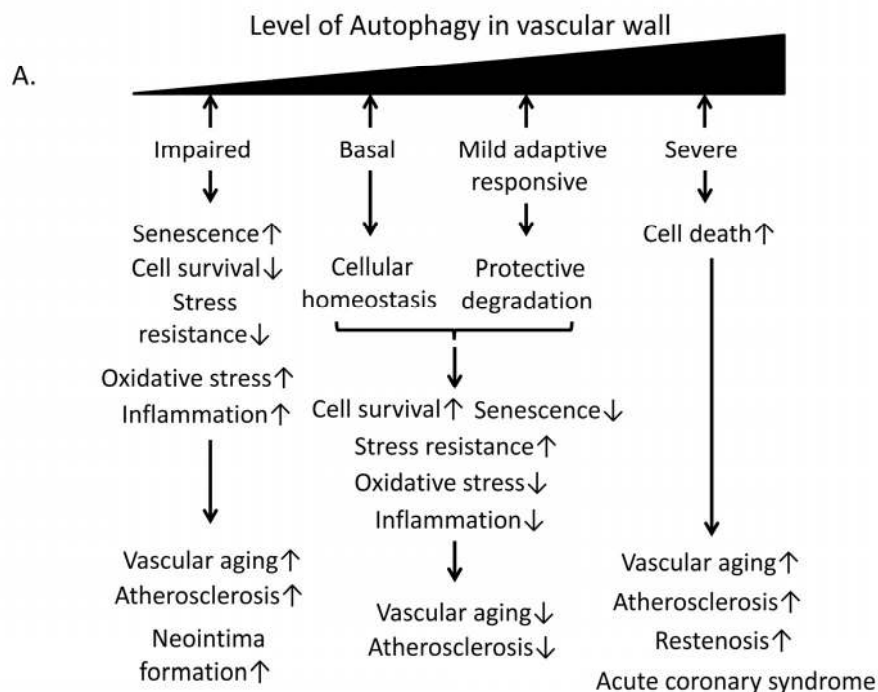 Level of Autophagy in vascular wall
A.
Impaired
Basal
Mild adaptive
responsive
Severe
Senescence↑
Cell survival↓
Stress
resistance↓
Oxidative stress↑
Inflammation↑
Cellular
homeostasis
Protective
degradation
Cell death↑
Cell survival↑ Senescence↓
Stress resistance↑
Oxidative stress↓
Inflammation↓
Vascular aging↑
Atherosclerosis↑
Neointima
formation↑
Vascular aging↓
Atherosclerosis↓
Vascular aging↑
Atherosclerosis↑
Restenosis↑
Acute coronary syndrome